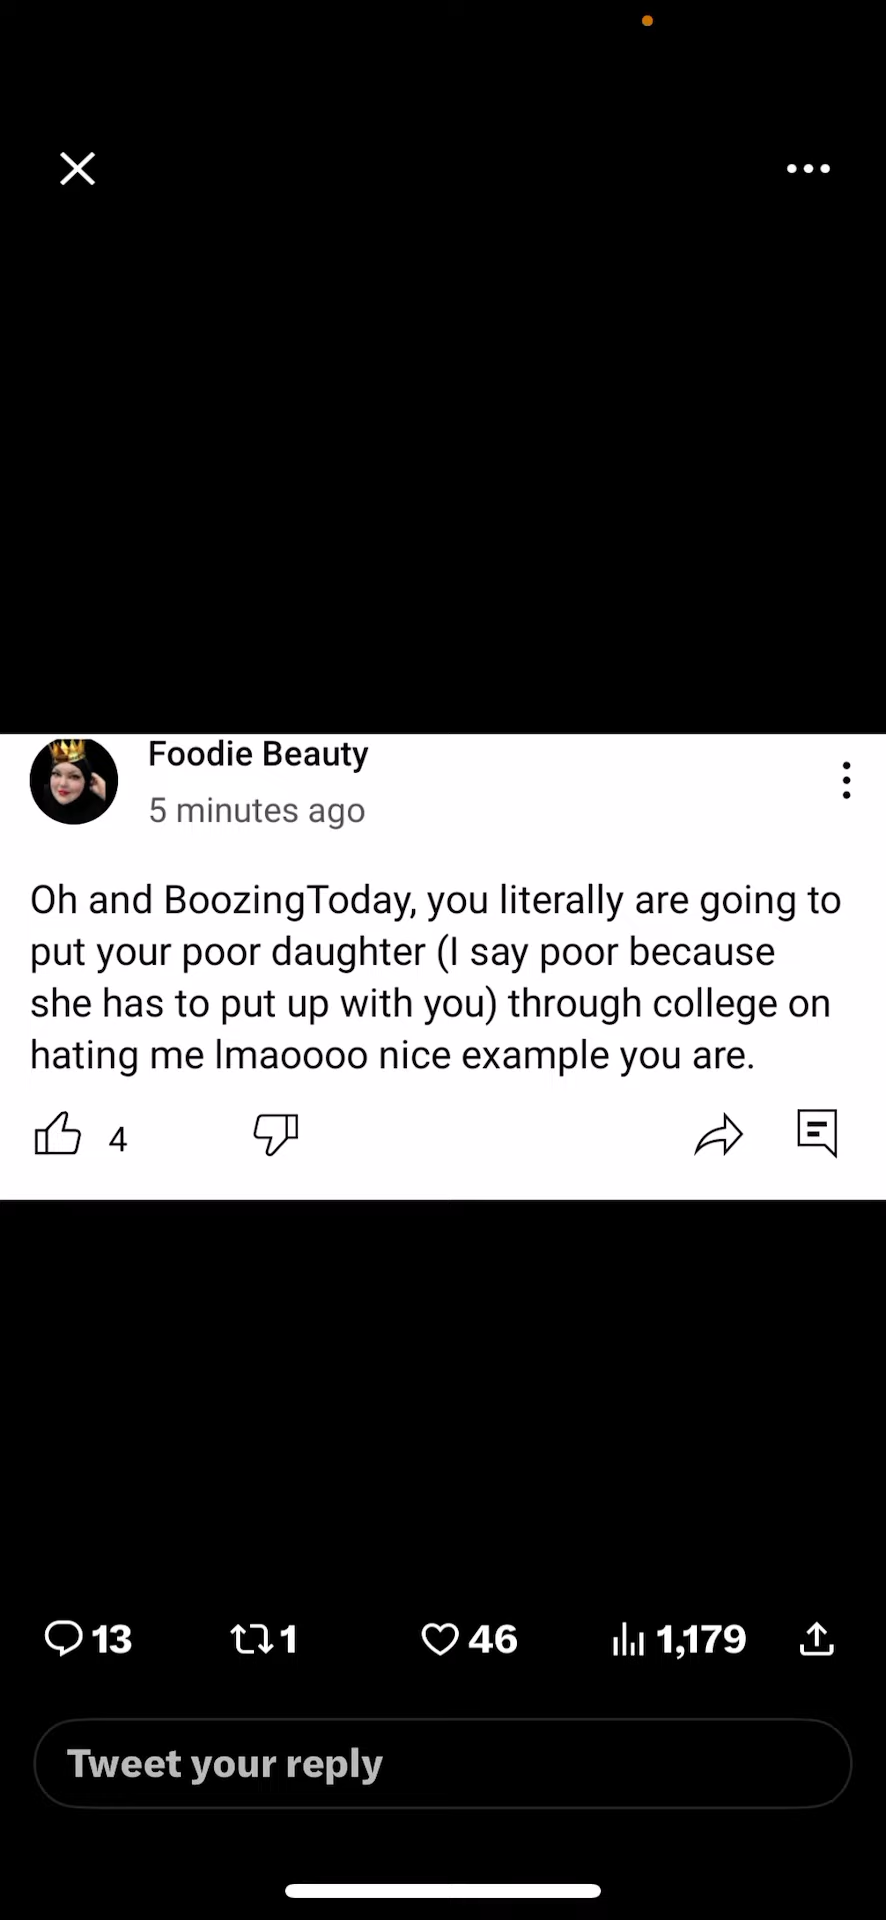 Foodie Beauty
5 minutes ago
Oh and BoozingToday, you literally are going to
put your poor daughter (I say poor because
she has to put up with you) through college on
hating me lmaoooo nice example you are.
4
13 1 46 1,179
Tweet your reply